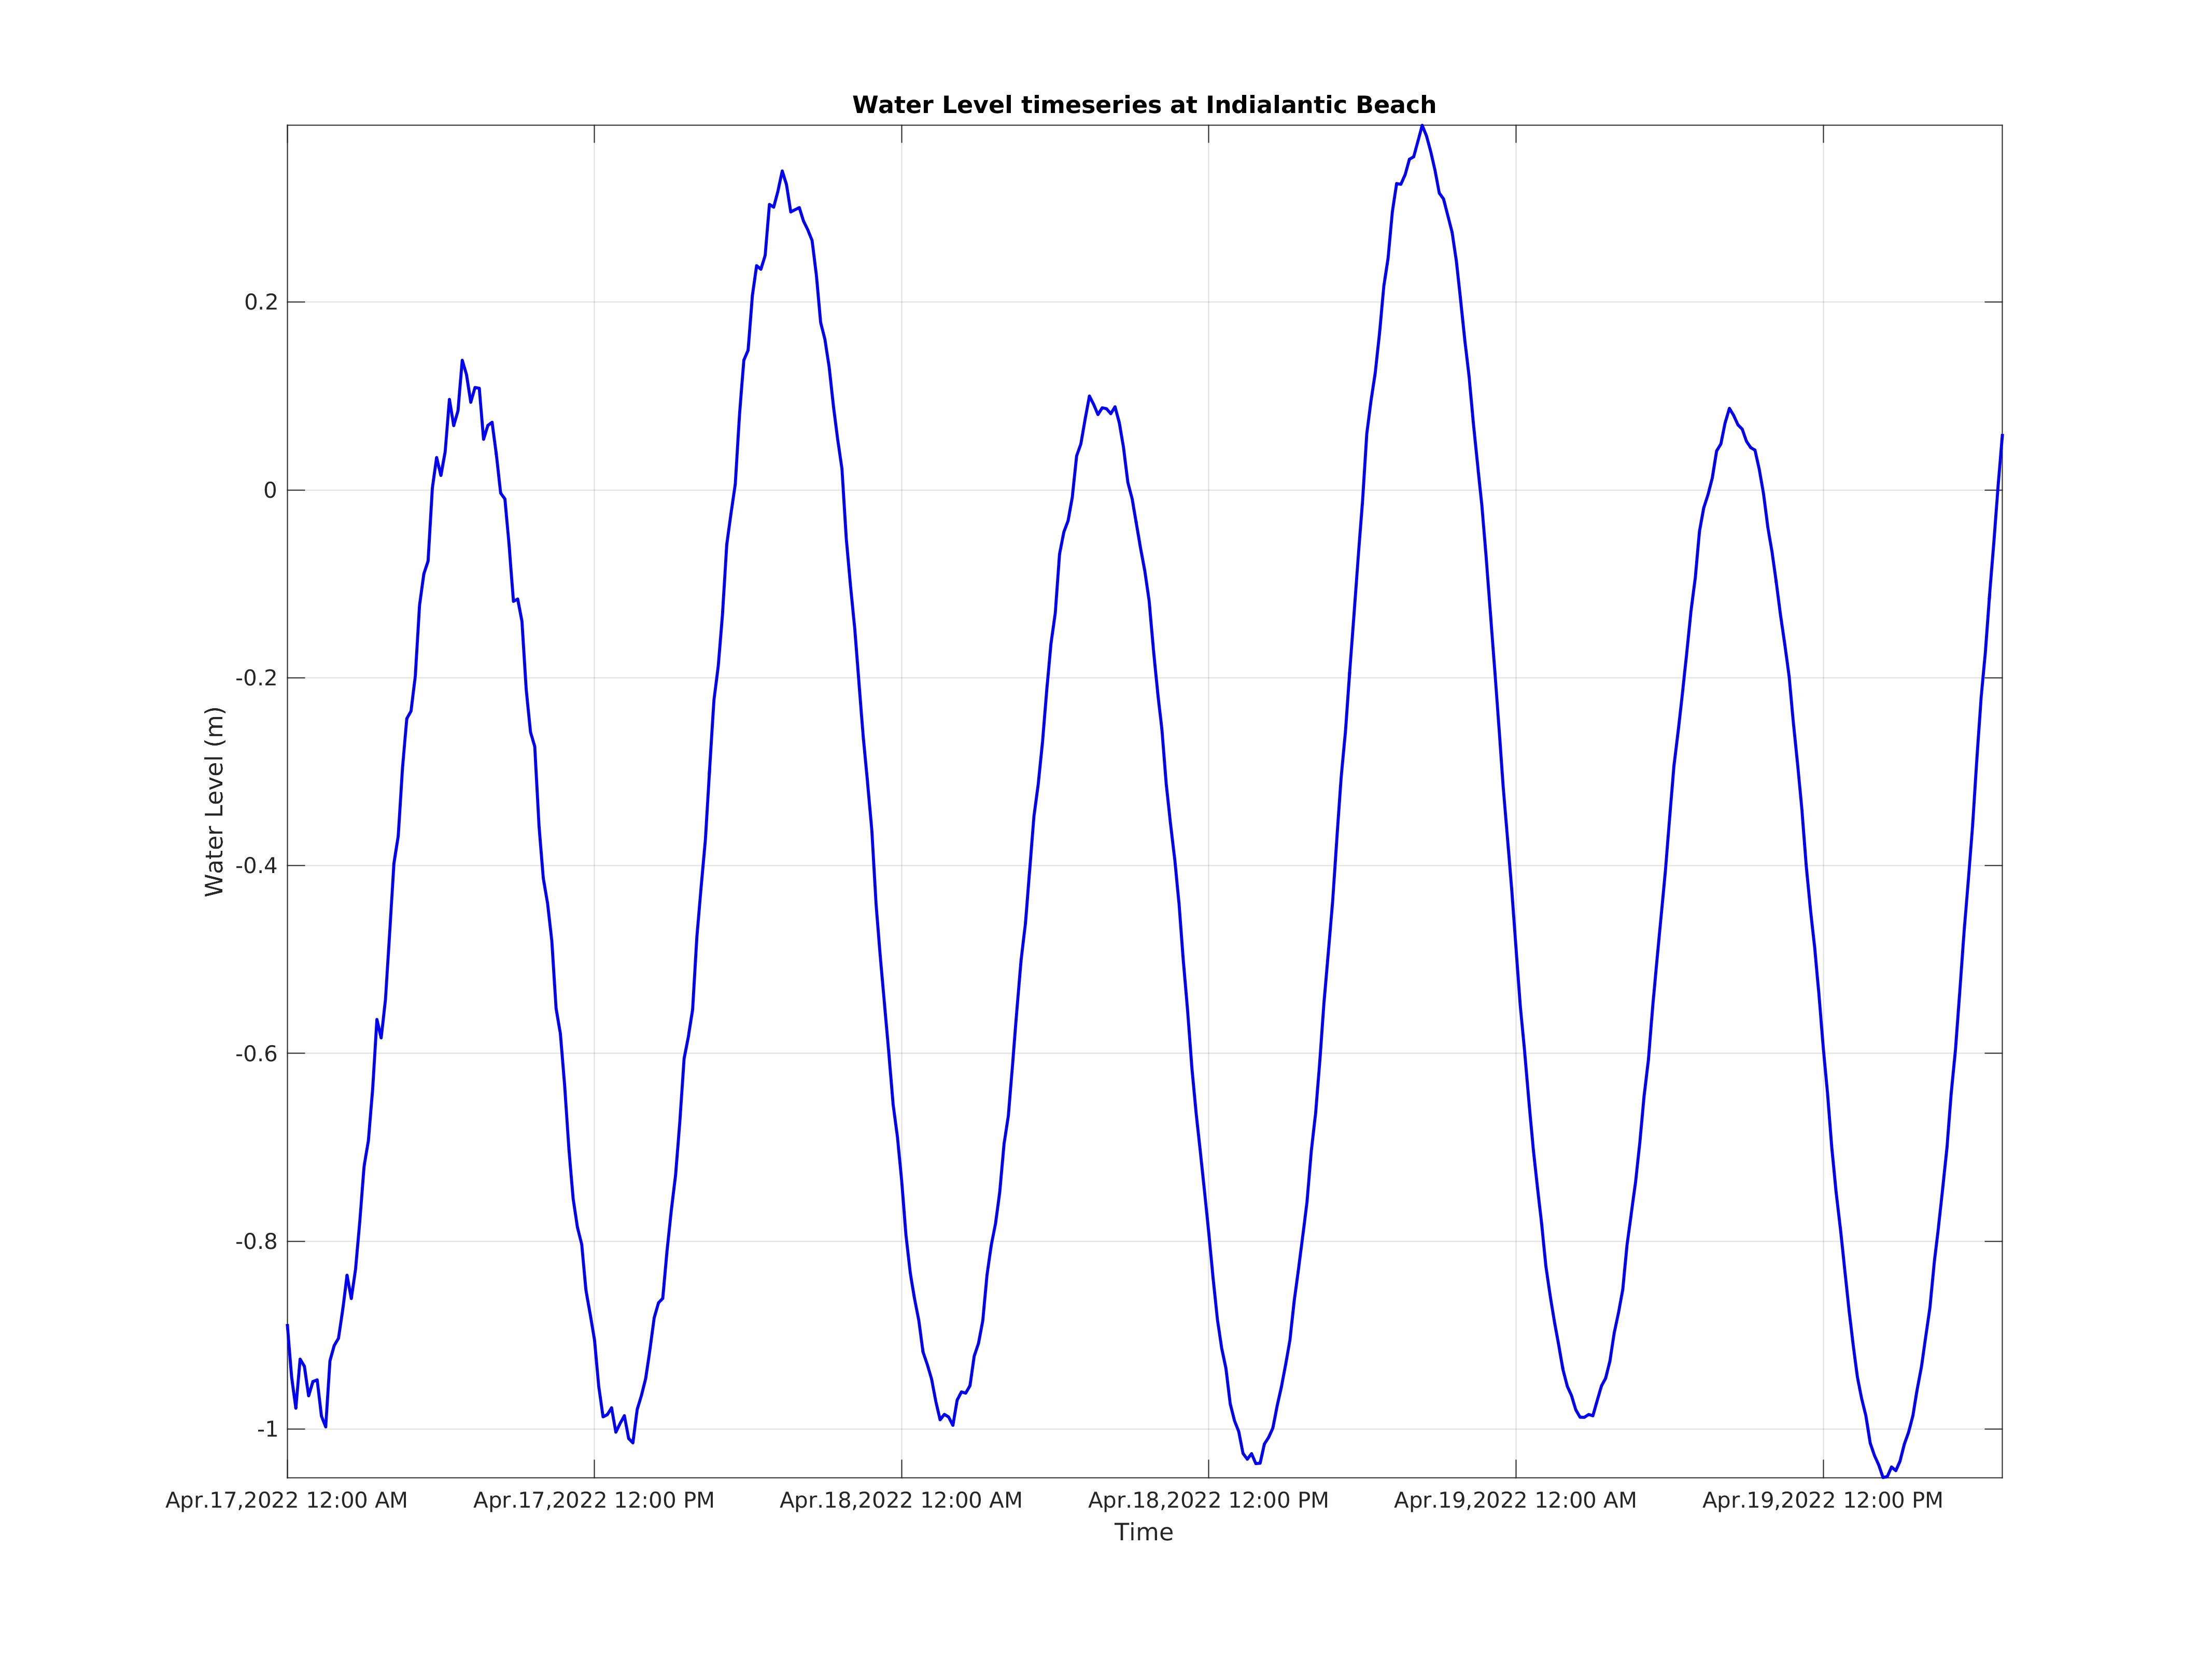 Water Level timeseries at Indialantic Beach
0.2
0
-0.2
-0.4
-0.6
-0.8
-1
Water Level (m)
Apr.17,2022 12:00 AM Apr.17,2022 12:00 PM Apr.18,2022 12:00 AM Apr.18,2022 12:00 PM Apr.19,2022 12:00 AM Apr.19,2022 12:00 PM
Time